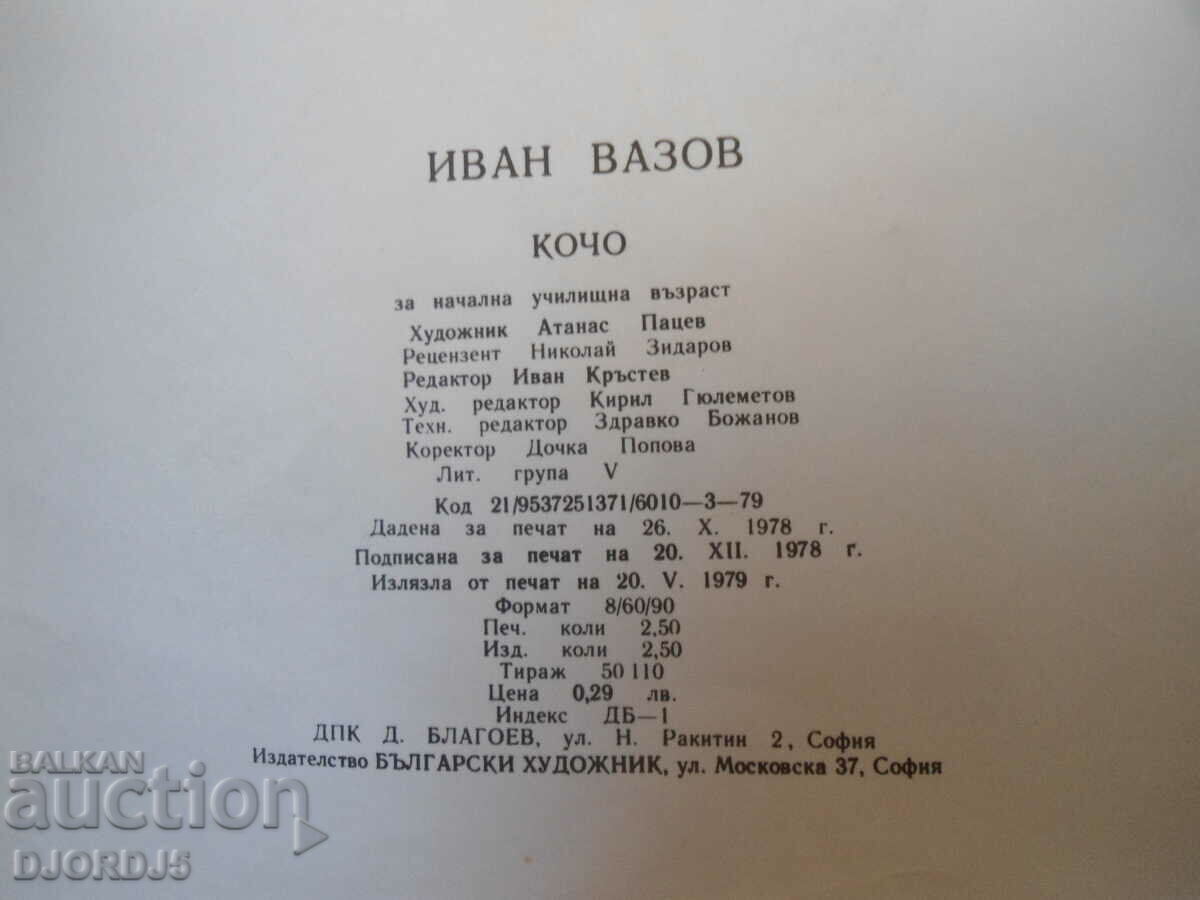 ИВАН ВАЗОВ
КОЧО
за начална училищна възраст
Художник Атанас Пацев
Рецензент Николай Зидаров
Редактор Иван Кръстев
Худ. редактор Кирил Гюлеметов
Техн. редактор Здравко Божанов
Коректор Дочка Попова
Лит. група V
Код 21/9537251371/6010—3—79
Дадена за печат на 26. X. 1978 г.
Подписана за печат на 20. XII. 1978 г.
Излязла от печат на 20. V. 1979 г.
Формат 8/60/90
Печ. коли 2,50
Изд. коли 2,50
Тираж 50 110
Цена 0,29 лв.
Индекс ДБ—1
ДПК Д. БЛАГОЕВ, ул. Н. Ракитин 2, София
Издателство БЪЛГАРСКИ ХУДОЖНИК, ул. Московска 37, София
BALKAN
auction
DJORDJ5